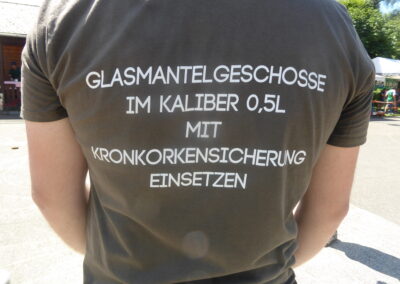 GLASMANTELGESCHOSSE
IM KALIBER 0,5L
MIT
KRONKORKENSICHERUNG
EINSETZEN